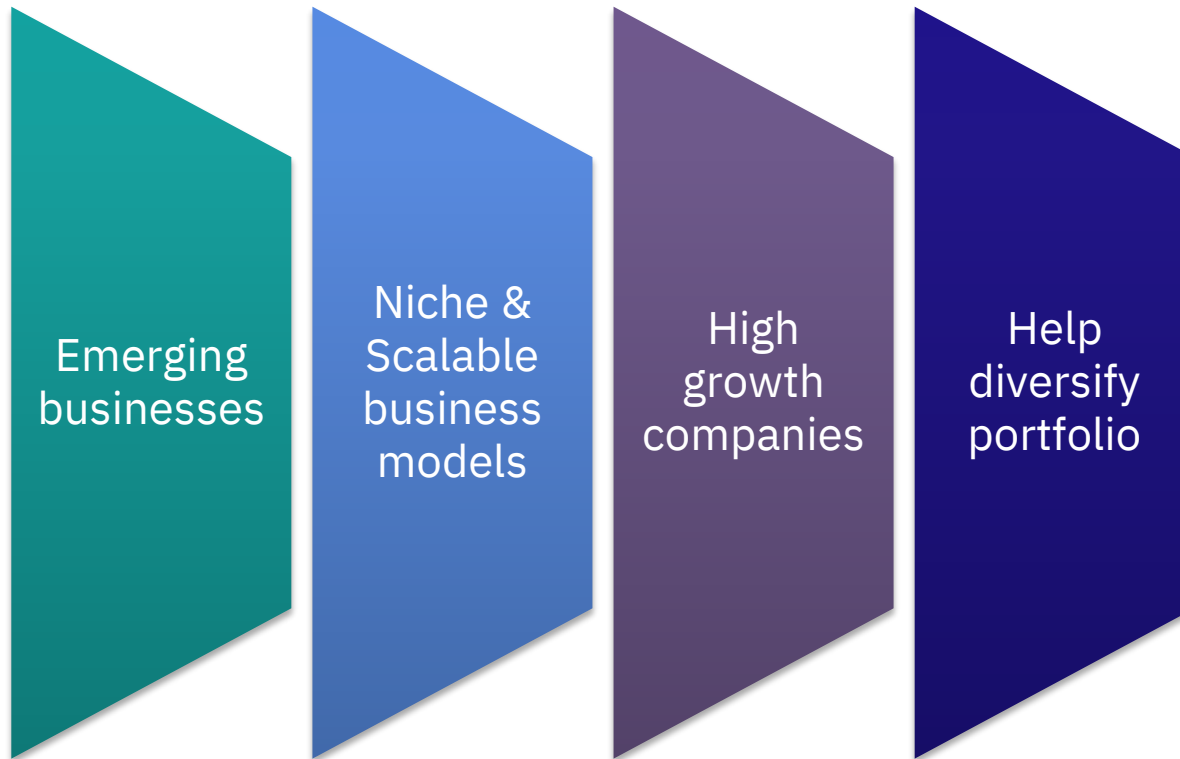 Emerging
businesses
Niche &
Scalable
business
models
High
growth
companies
Help
diversify
portfolio